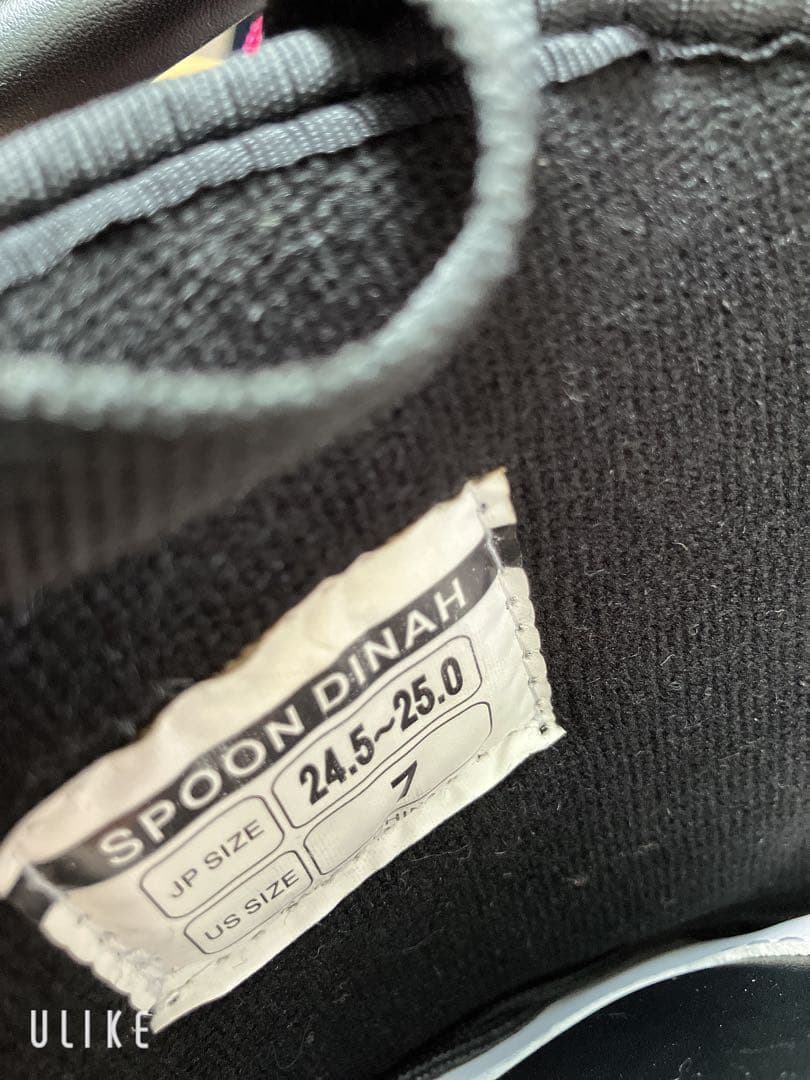 SPOON DINAH
JP SIZE 24.5~25.0
US SIZE 7
ULIKE